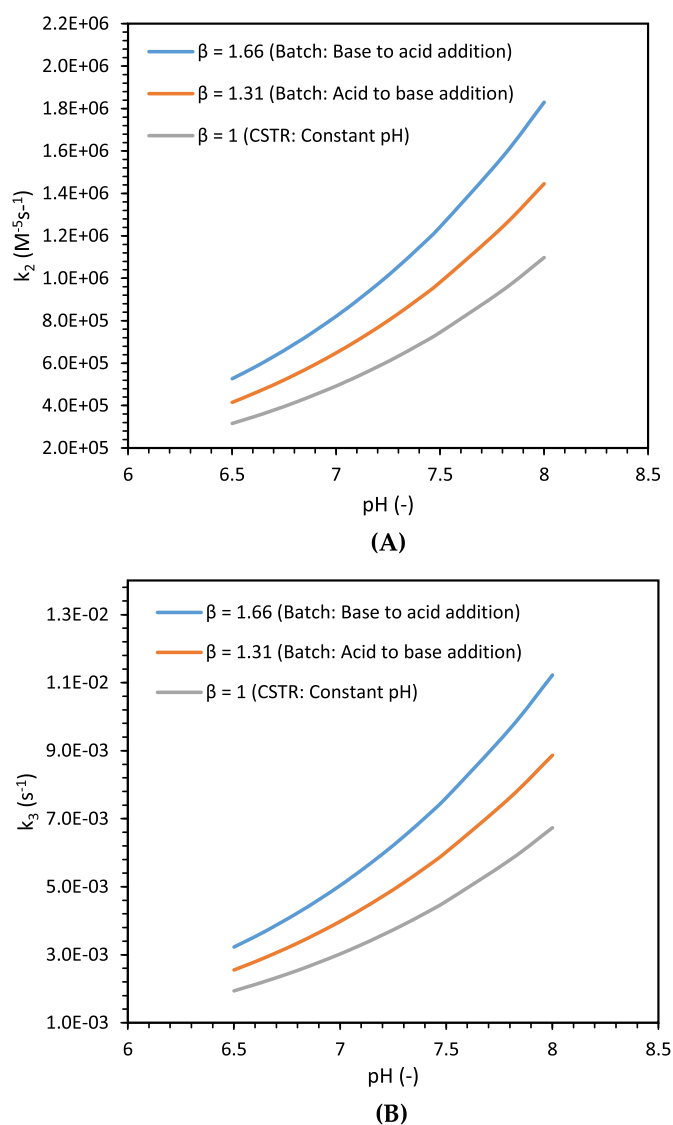 2.2E+06
2.0E+06
1.8E+06
1.6E+06
1.4E+06
1.2E+06
1.0E+06
8.0E+05
6.0E+05
4.0E+05
2.0E+05
k₂ (M⁻⁵s-¹)
β = 1.66 (Batch: Base to acid addition)
β = 1.31 (Batch: Acid to base addition)
β = 1 (CSTR: Constant pH)
6 6.5 7 7.5 8 8.5
pH (-)
(A)
1.3E-02
1.1E-02
9.0E-03
7.0E-03
5.0E-03
3.0E-03
1.0E-03
k₃ (s⁻¹)
β = 1.66 (Batch: Base to acid addition)
β = 1.31 (Batch: Acid to base addition)
β = 1 (CSTR: Constant pH)
6 6.5 7 7.5 8 8.5
pH (-)
(B)